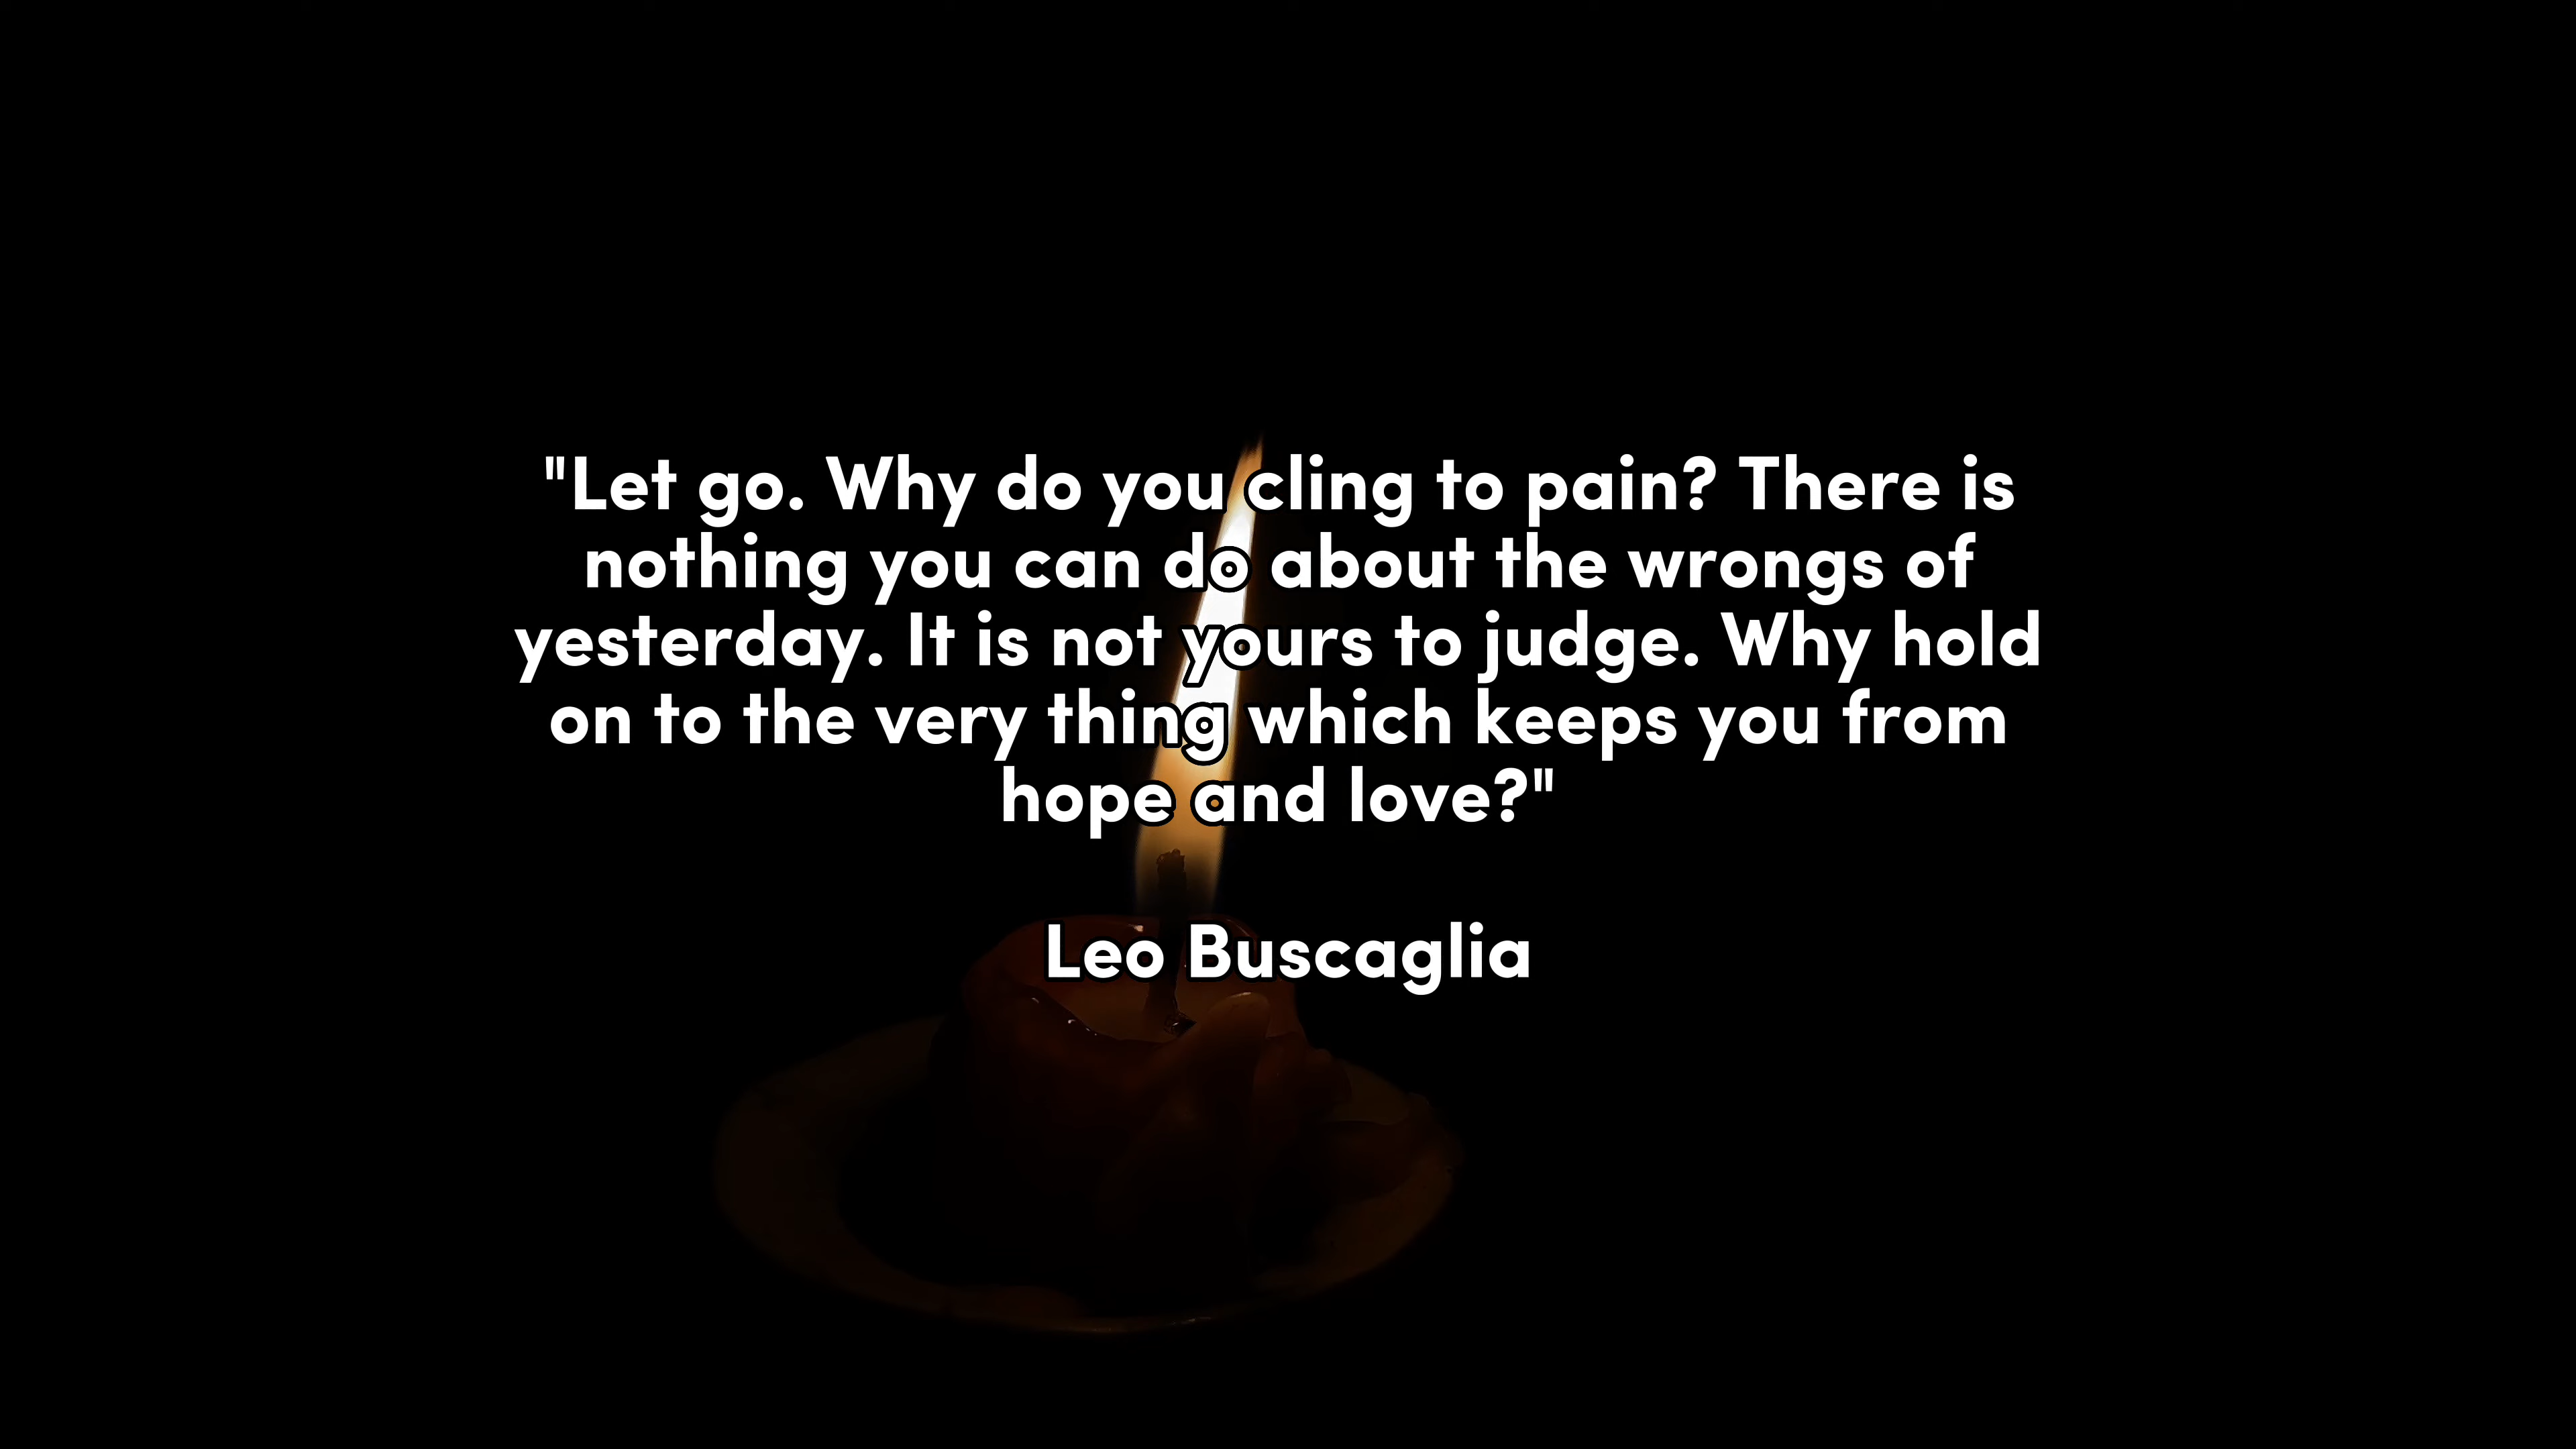 "Let go. Why do you cling to pain? There is
nothing you can do about the wrongs of
yesterday. It is not yours to judge. Why hold
on to the very thing which keeps you from
hope and love?"
Leo Buscaglia